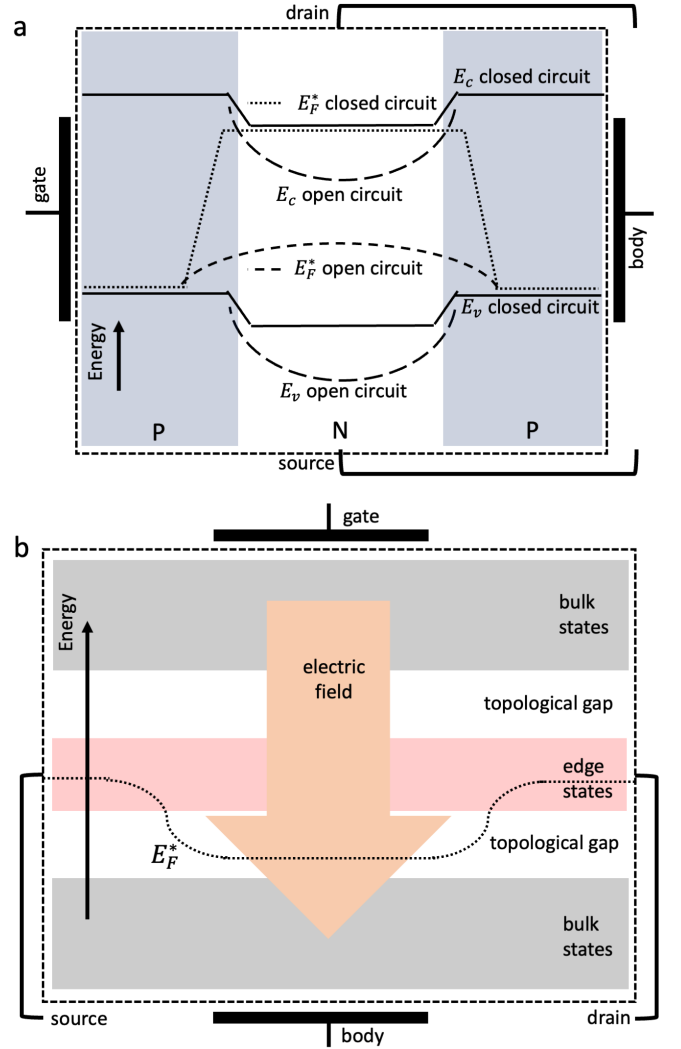 a
drain
E_c closed circuit
E_F^* closed circuit
gate
E_c open circuit
E_F^* open circuit
body
E_v closed circuit
Energy
E_v open circuit
P
N
P
source
gate
b
Energy
bulk
states
electric
field
topological gap
edge
states
E_F^*
topological gap
bulk
states
source
drain
body